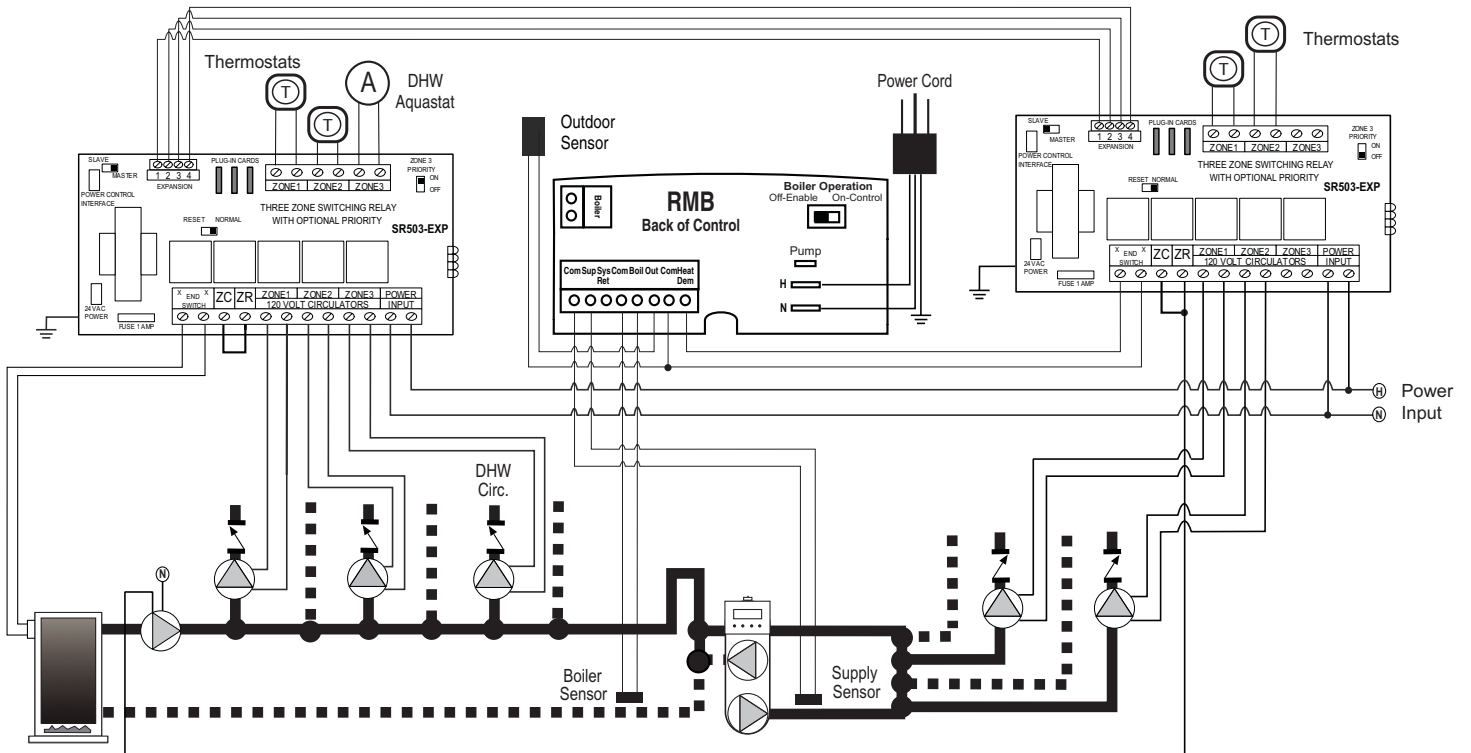 Thermostats
T
T
A
DHW
Aquastat
Outdoor
Sensor
Power Cord
T
T
Thermostats
SLAVE
MASTER
POWER CONTROL
INTERFACE
1 2 3 4
EXPANSION
PLUG-IN CARDS
ZONE1 ZONE2 ZONE3
ZONE 3
PRIORITY
ON
OFF
THREE ZONE SWITCHING RELAY
WITH OPTIONAL PRIORITY
SR503-EXP
RESET NORMAL
24 VAC
POWER
FUSE 1 AMP
X END X
SWITCH
ZC ZR
ZONE1 ZONE2 ZONE3
120 VOLT CIRCULATORS
POWER
INPUT
Boiler
RMB
Back of Control
Boiler Operation
Off-Enable On-Control
Pump
H
N
Com Sup Sys Com Boil Out Com Heat
Ret Dem
SLAVE
MASTER
POWER CONTROL
INTERFACE
1 2 3 4
EXPANSION
PLUG-IN CARDS
ZONE1 ZONE2 ZONE3
ZONE 3
PRIORITY
ON
OFF
THREE ZONE SWITCHING RELAY
WITH OPTIONAL PRIORITY
SR503-EXP
RESET NORMAL
24 VAC
POWER
FUSE 1 AMP
X END X
SWITCH
ZC ZR
ZONE1 ZONE2 ZONE3
120 VOLT CIRCULATORS
POWER
INPUT
H Power
N Input
DHW
Circ.
N
Boiler
Sensor
Supply
Sensor